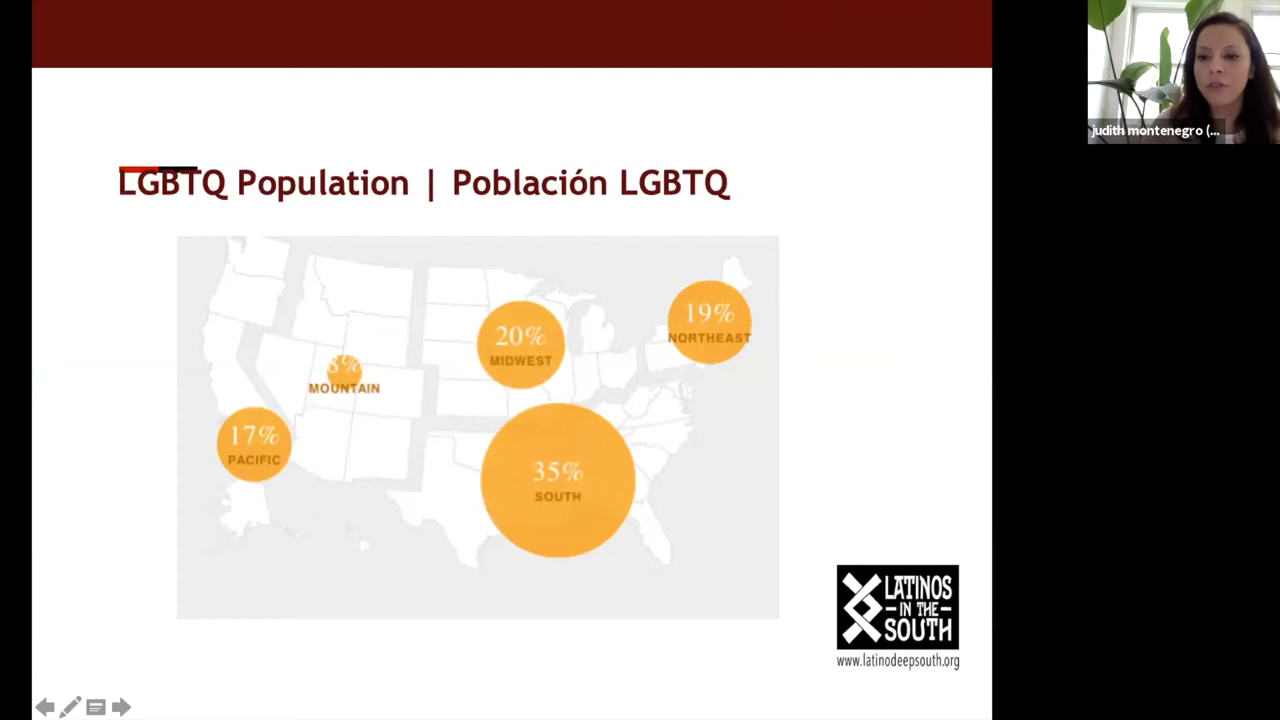 judith montenegro (...
LGBTQ Population | Población LGBTQ
19%
NORTHEAST
20%
MIDWEST
8%
MOUNTAIN
17%
PACIFIC
35%
SOUTH
LATINOS
IN THE
SOUTH
www.latinodeepsouth.org